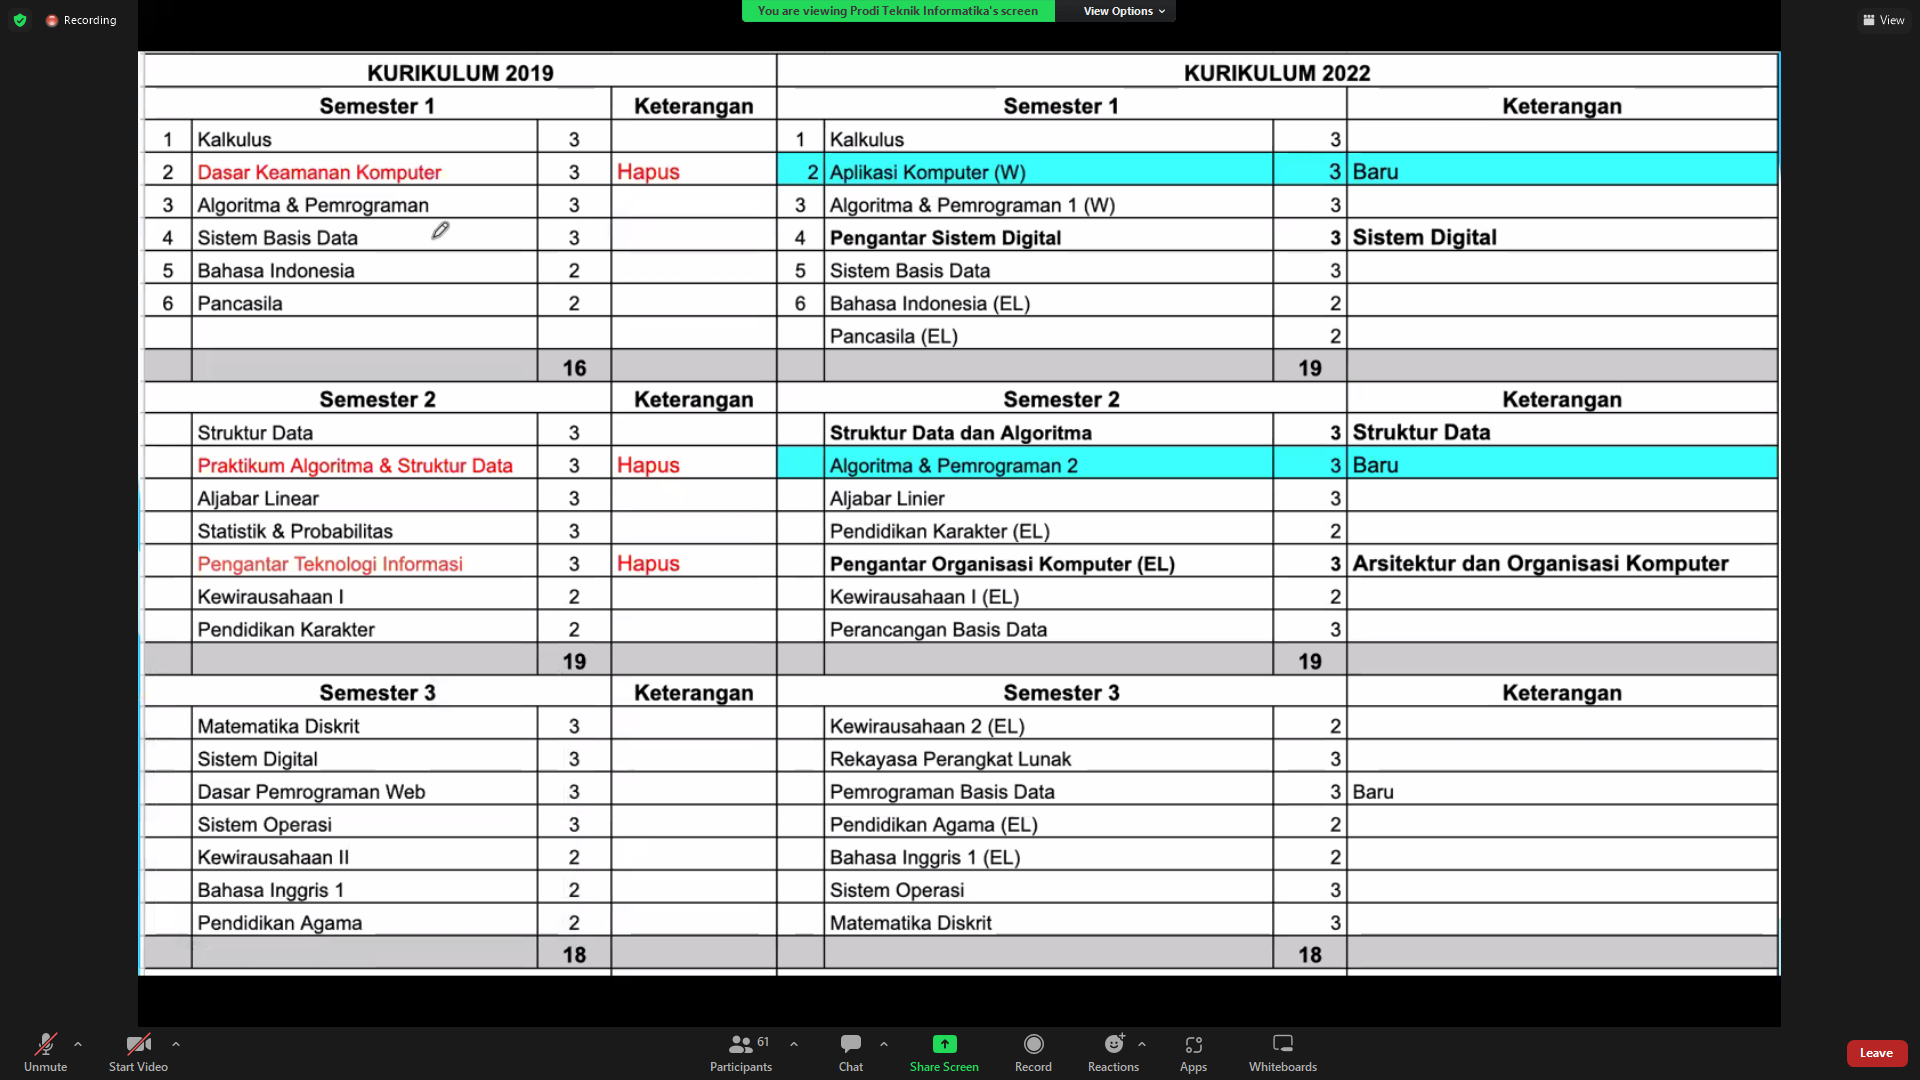 Recording
You are viewing Prodi Teknik Informatika's screen View Options
View
KURIKULUM 2019 KURIKULUM 2022
Semester 1 Keterangan Semester 1 Keterangan
1 Kalkulus 3 1 Kalkulus 3
2 Dasar Keamanan Komputer 3 Hapus 2 Aplikasi Komputer (W) 3 Baru
3 Algoritma & Pemrograman 3 3 Algoritma & Pemrograman 1 (W) 3
4 Sistem Basis Data 3 4 Pengantar Sistem Digital 3 Sistem Digital
5 Bahasa Indonesia 2 5 Sistem Basis Data 3
6 Pancasila 2 6 Bahasa Indonesia (EL) 2
Pancasila (EL) 2
16 19
Semester 2 Keterangan Semester 2 Keterangan
Struktur Data 3 Struktur Data dan Algoritma 3 Struktur Data
Praktikum Algoritma & Struktur Data 3 Hapus Algoritma & Pemrograman 2 3 Baru
Aljabar Linear 3 Aljabar Linier 3
Statistik & Probabilitas 3 Pendidikan Karakter (EL) 2
Pengantar Teknologi Informasi 3 Hapus Pengantar Organisasi Komputer (EL) 3 Arsitektur dan Organisasi Komputer
Kewirausahaan I 2 Kewirausahaan I (EL) 2
Pendidikan Karakter 2 Perancangan Basis Data 3
19 19
Semester 3 Keterangan Semester 3 Keterangan
Matematika Diskrit 3 Kewirausahaan 2 (EL) 2
Sistem Digital 3 Rekayasa Perangkat Lunak 3
Dasar Pemrograman Web 3 Pemrograman Basis Data 3 Baru
Sistem Operasi 3 Pendidikan Agama (EL) 2
Kewirausahaan II 2 Bahasa Inggris 1 (EL) 2
Bahasa Inggris 1 2 Sistem Operasi 3
Pendidikan Agama 2 Matematika Diskrit 3
18 18
61
Unmute Start Video Participants Chat Share Screen Record Reactions Apps Whiteboards Leave